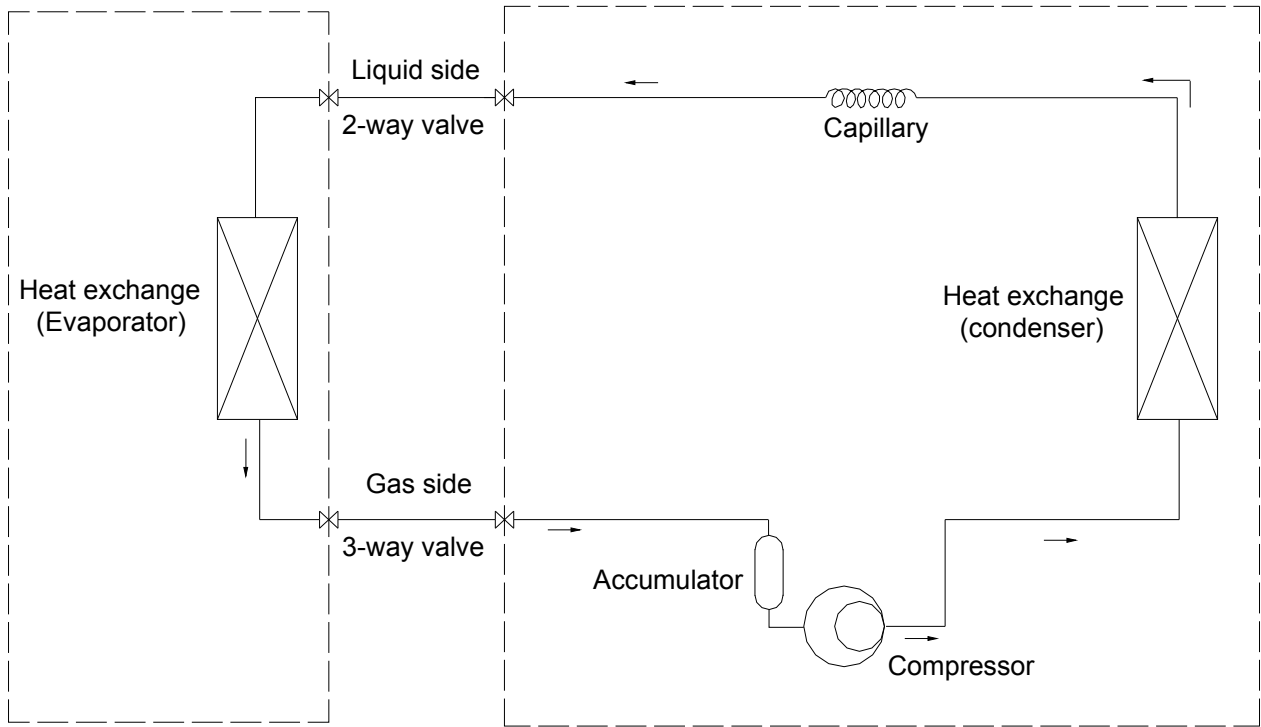 Liquid side
2-way valve
Capillary
Heat exchange
(Evaporator)
Heat exchange
(condenser)
Gas side
3-way valve
Accumulator
Compressor